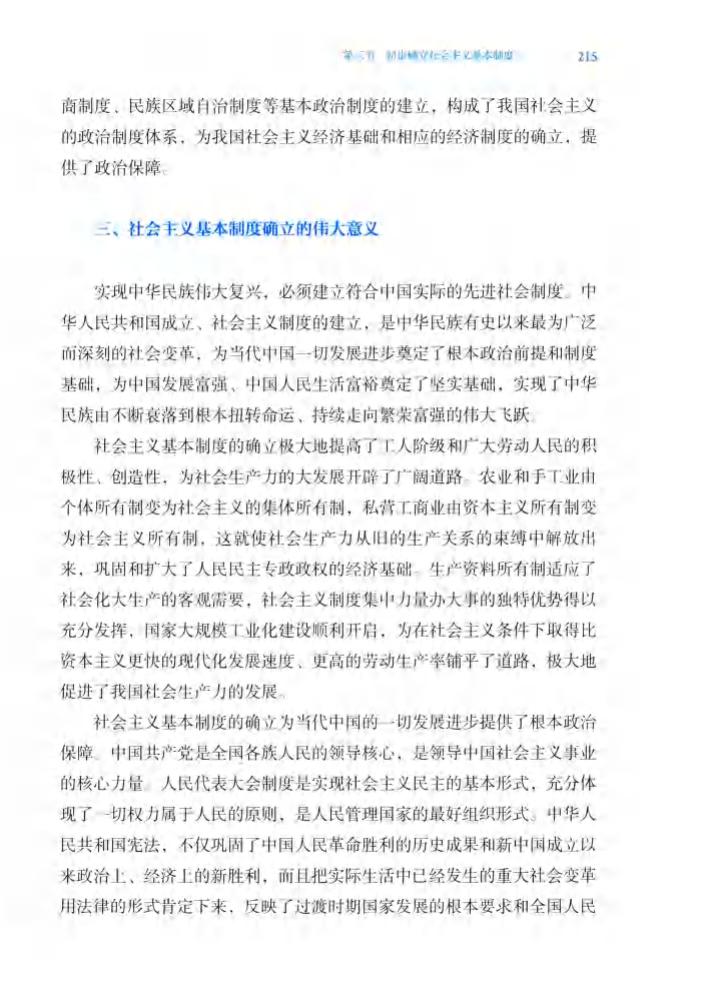 第三节 初步确立社会主义基本制度 215
商制度、民族区域自治制度等基本政治制度的建立，构成了我国社会主义
的政治制度体系，为我国社会主义经济基础和相应的经济制度的确立，提
供了政治保障。
三、社会主义基本制度确立的伟大意义
实现中华民族伟大复兴，必须建立符合中国实际的先进社会制度。中
华人民共和国成立、社会主义制度的建立，是中华民族有史以来最为广泛
而深刻的社会变革，为当代中国一切发展进步奠定了根本政治前提和制度
基础，为中国发展富强、中国人民生活富裕奠定了坚实基础，实现了中华
民族由不断衰落到根本扭转命运、持续走向繁荣富强的伟大飞跃。
社会主义基本制度的确立极大地提高了工人阶级和广大劳动人民的积
极性、创造性，为社会生产力的大发展开辟了广阔道路。农业和手工业由
个体所有制变为社会主义的集体所有制，私营工商业由资本主义所有制变
为社会主义所有制，这就使社会生产力从旧的生产关系的束缚中解放出
来，巩固和扩大了人民民主专政政权的经济基础。生产资料所有制适应了
社会化大生产的客观需要，社会主义制度集中力量办大事的独特优势得以
充分发挥，国家大规模工业化建设顺利开启，为在社会主义条件下取得比
资本主义更快的现代化发展速度、更高的劳动生产率铺平了道路，极大地
促进了我国社会生产力的发展。
社会主义基本制度的确立为当代中国的一切发展进步提供了根本政治
保障。中国共产党是全国各族人民的领导核心，是领导中国社会主义事业
的核心力量。人民代表大会制度是实现社会主义民主的基本形式，充分体
现了一切权力属于人民的原则，是人民管理国家的最好组织形式。中华人
民共和国宪法，不仅巩固了中国人民革命胜利的历史成果和新中国成立以
来政治上、经济上的新胜利，而且把实际生活中已经发生的重大社会变革
用法律的形式肯定下来，反映了过渡时期国家发展的根本要求和全国人民